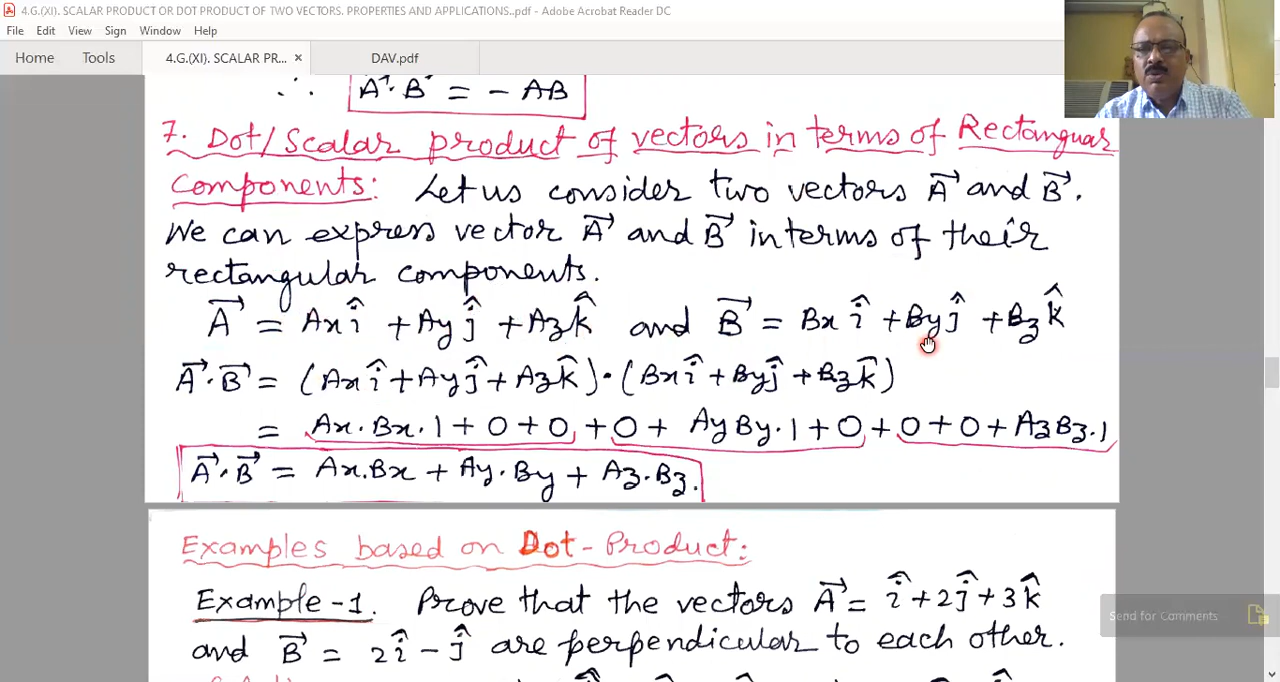 4.G.(XI). SCALAR PRODUCT OR DOT PRODUCT OF TWO VECTORS. PROPERTIES AND APPLICATIONS..pdf - Adobe Acrobat Reader DC
File Edit View Sign Window Help
Home Tools 4.G.(XI). SCALAR PR... × DAV.pdf
∴ A⃗·B⃗ = - AB
7. Dot/Scalar product of vectors in terms of Rectanguar
Components: Let us consider two vectors A⃗ and B⃗.
We can express vector A⃗ and B⃗ interms of their
rectangular components.
A⃗ = Ax î + Ay ĵ + Az k̂ and B⃗ = Bx î + By ĵ + Bz k̂
A⃗·B⃗ = (Ax î + Ay ĵ + Az k̂)·(Bx î + By ĵ + Bz k̂)
= Ax·Bx·1 + 0 + 0 + 0 + AyBy·1 + 0 + 0 + 0 + AzBz·1
A⃗·B⃗ = Ax.Bx + Ay·By + Az·Bz.
Examples based on Dot-Product:
Example-1. Prove that the vectors A⃗ = î + 2ĵ + 3k̂
and B⃗ = 2î - ĵ are perpendicular to each other.
Send for Comments